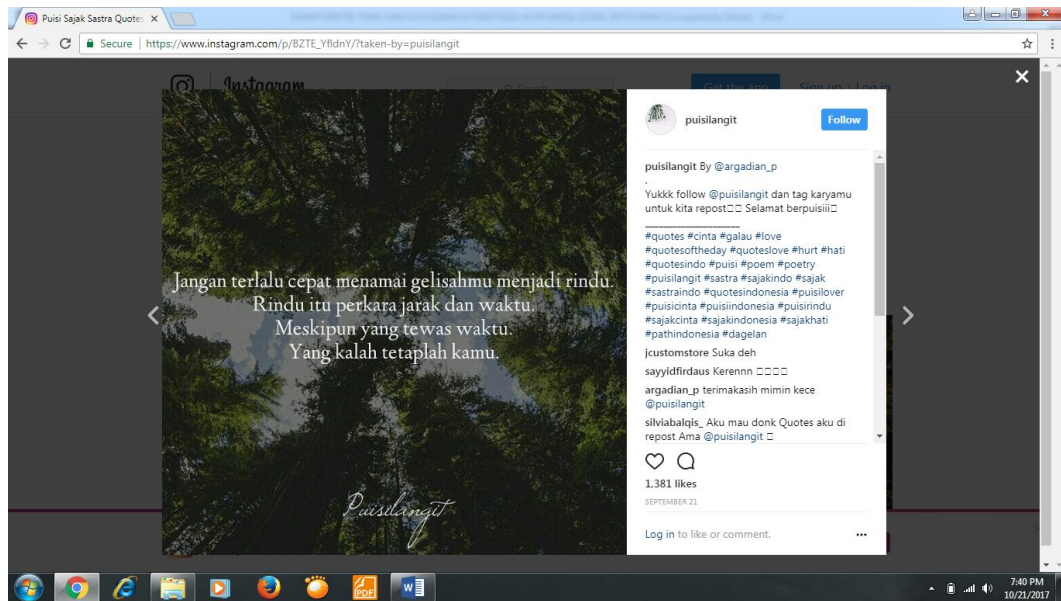 Puisi Sajak Sastra Quote
Secure
https://www.instagram.com/p/BZTE_YfldnY/?taken-by=puisilangit
Instagram
Search
Get the app
Sign up | Log in
puisilangit
Follow
Jangan terlalu cepat menamai gelisahmu menjadi rindu.
Rindu itu perkara jarak dan waktu.
Meskipun yang tewas waktu.
Yang kalah tetaplah kamu.
Puisilangit
puisilangit By @argadian_p
.
Yukkk follow @puisilangit dan tag karyamu
untuk kita repost Selamat berpuisiii
#quotes #cinta #galau #love
#quotesoftheday #quoteslove #hurt #hati
#quotesindo #puisi #poem #poetry
#puisilangit #sastra #sajakindo #sajak
#sastraindo #quotesindonesia #puisilover
#puisicinta #puisiindonesia #puisirindu
#sajakcinta #sajakindonesia #sajakhati
#pathindonesia #dagelan
jcustomstore Suka deh
sayyidfirdaus Kerennn
argadian_p terimakasih mimin kece
@puisilangit
silviabalqis_ Aku mau donk Quotes aku di
repost Ama @puisilangit
1,381 likes
SEPTEMBER 21
Log in to like or comment.
PDF
7:40 PM
10/21/2017